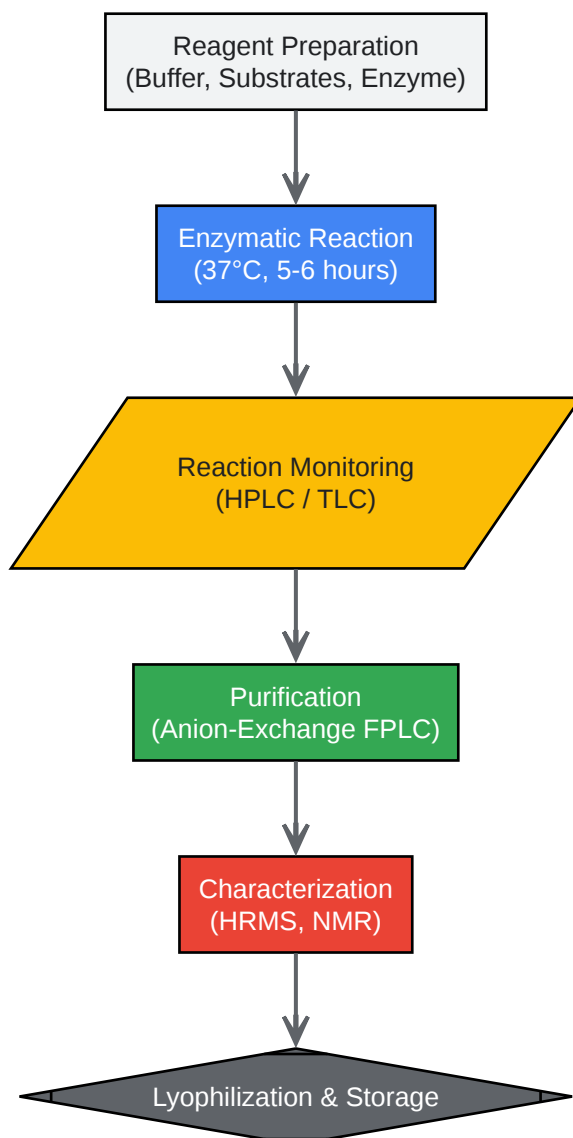 Reagent Preparation
(Buffer, Substrates, Enzyme)
Enzymatic Reaction
(37°C, 5-6 hours)
Reaction Monitoring
(HPLC / TLC)
Purification
(Anion-Exchange FPLC)
Characterization
(HRMS, NMR)
Lyophilization & Storage